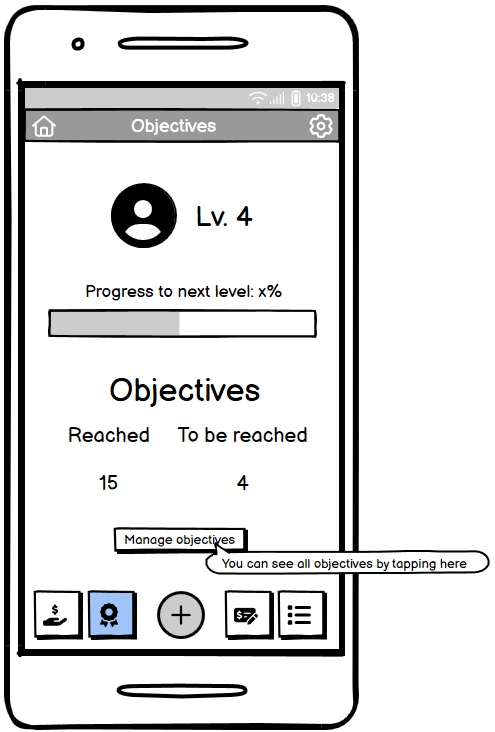 10:38
Objectives
Lv. 4
Progress to next level: x%
Objectives
Reached To be reached
15 4
Manage objectives
You can see all objectives by tapping here
$
$